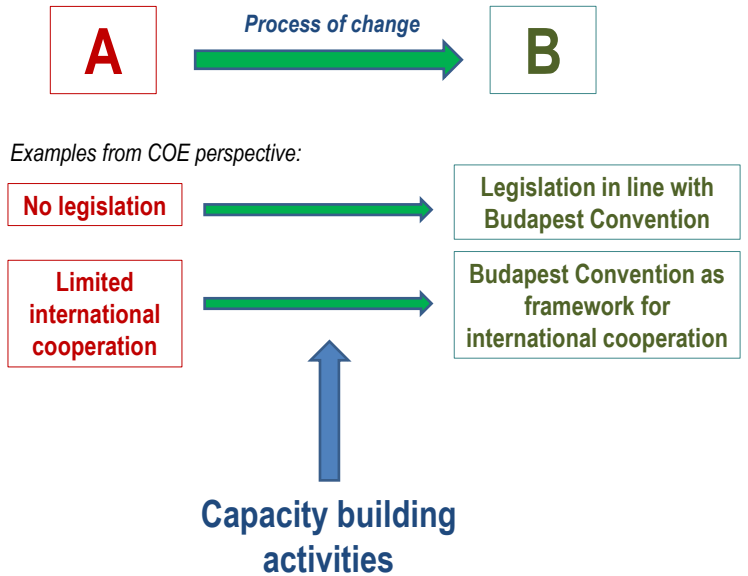 Process of change
A
B
Examples from COE perspective:
No legislation
Legislation in line with
Budapest Convention
Limited
international
cooperation
Budapest Convention as
framework for
international cooperation
Capacity building
activities